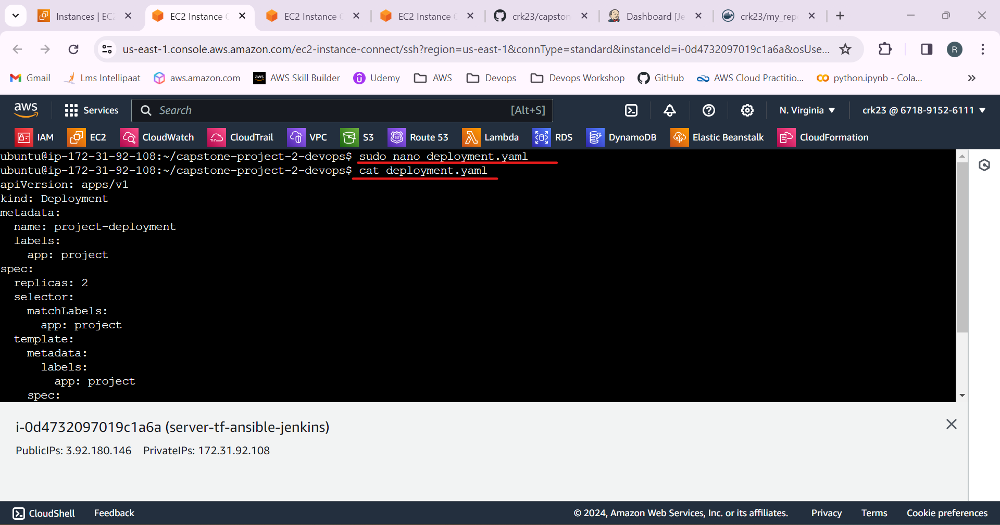 Instances | EC
EC2 Instance
EC2 Instance
EC2 Instance
crk23/capston
Dashboard [Je
crk23/my_rep
us-east-1.console.aws.amazon.com/ec2-instance-connect/ssh?region=us-east-1&connType=standard&instanceId=i-0d4732097019c1a6a&osUse...
R
Gmail
Lms Intellipaat
aws.amazon.com
aws
AWS Skill Builder
Udemy
AWS
Devops
Devops Workshop
GitHub
AWS Cloud Practitio...
python.ipynb - Cola...
aws
Services
Search
[Alt+S]
N. Virginia
crk23 @ 6718-9152-6111
IAM
EC2
CloudWatch
CloudTrail
VPC
S3
53
Route 53
Lambda
RDS
DynamoDB
Elastic Beanstalk
CloudFormation
ubuntu@ip-172-31-92-108:~/capstone-project-2-devops$ sudo nano deployment.yaml
ubuntu@ip-172-31-92-108:~/capstone-project-2-devops$ cat deployment.yaml
apiVersion: apps/v1
kind: Deployment
metadata:
  name: project-deployment
  labels:
    app: project
spec:
  replicas: 2
  selector:
    matchLabels:
      app: project
  template:
    metadata:
      labels:
        app: project
    spec:
i-0d4732097019c1a6a (server-tf-ansible-jenkins)
PublicIPs: 3.92.180.146 PrivateIPs: 172.31.92.108
CloudShell
Feedback
© 2024, Amazon Web Services, Inc. or its affiliates.
Privacy
Terms
Cookie preferences